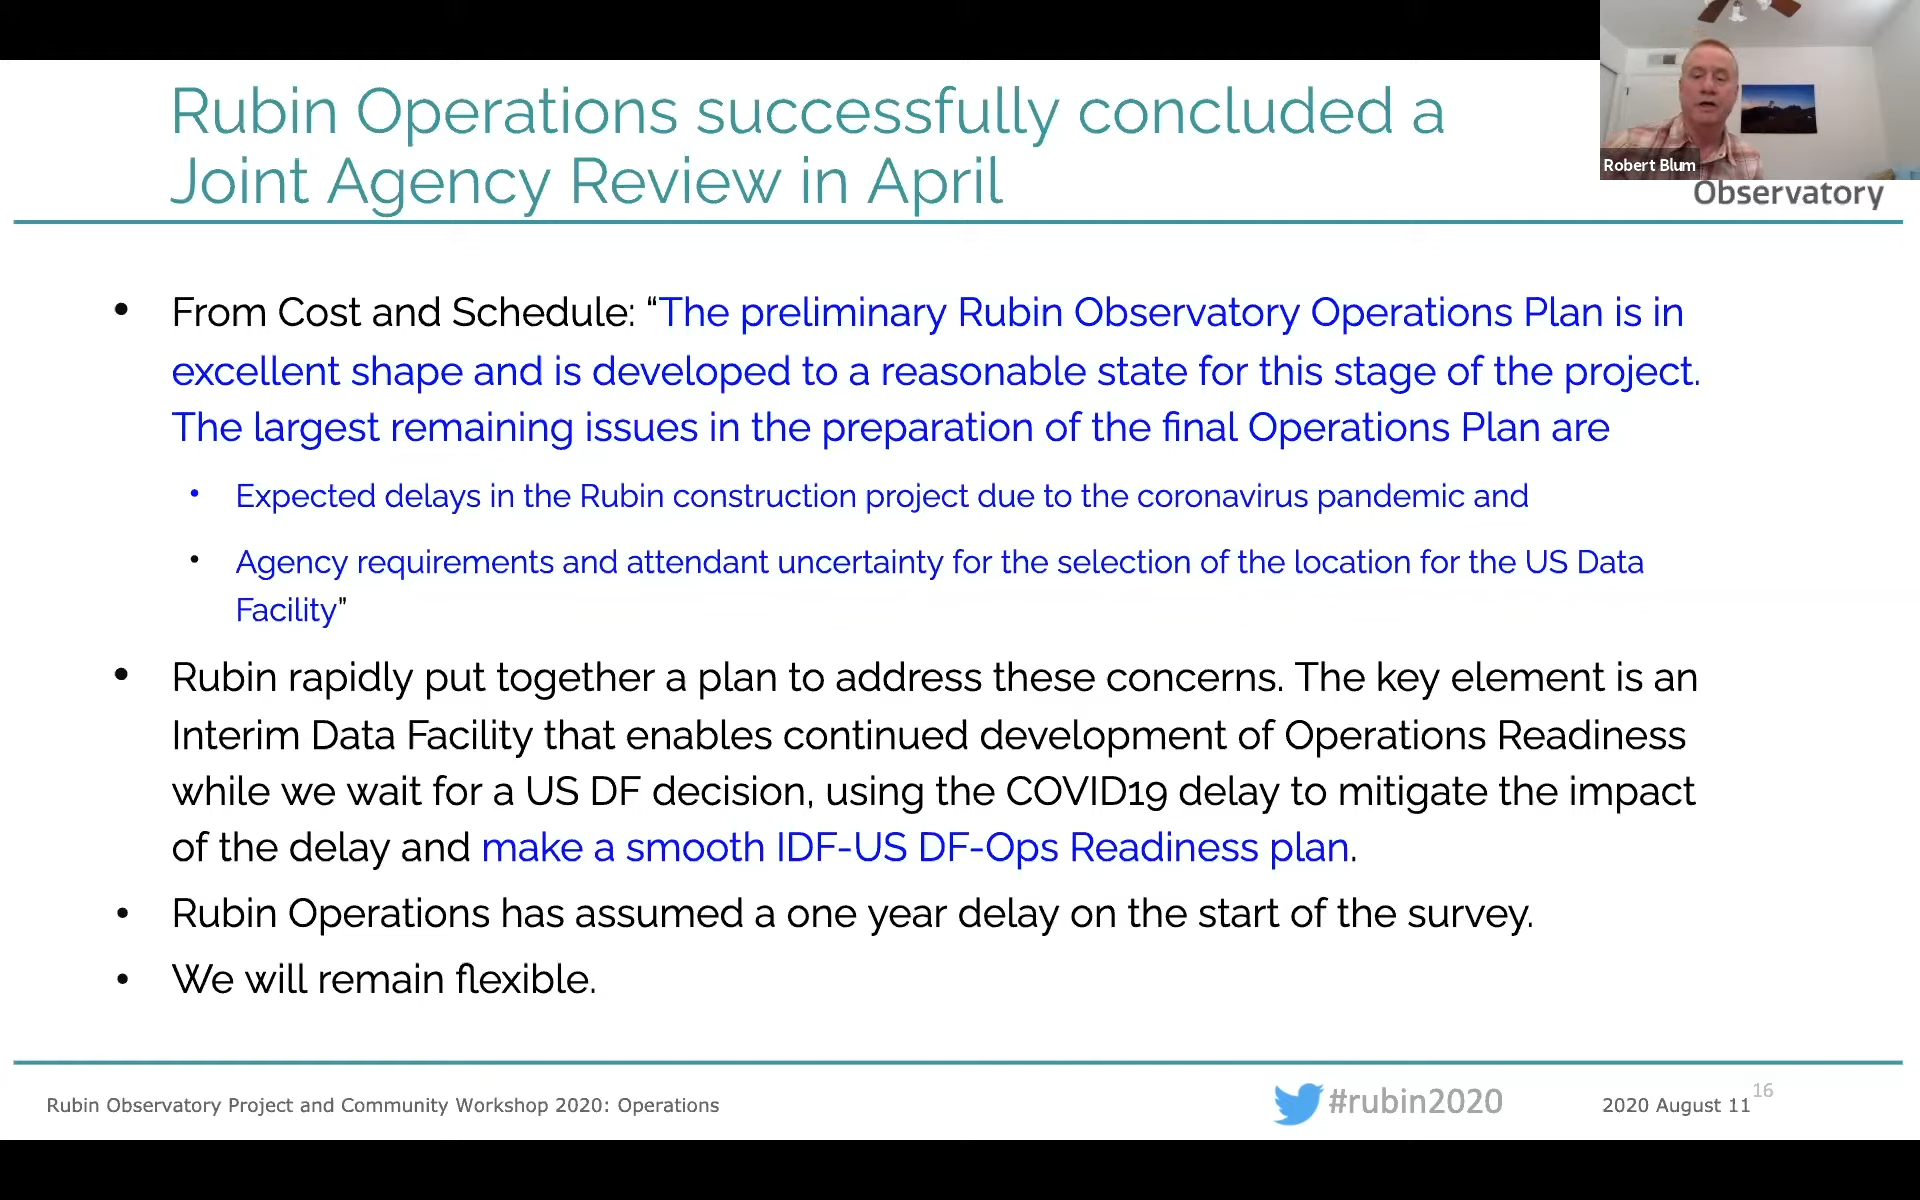 Rubin Operations successfully concluded a
Joint Agency Review in April
Robert Blum
Observatory
• From Cost and Schedule: “The preliminary Rubin Observatory Operations Plan is in
excellent shape and is developed to a reasonable state for this stage of the project.
The largest remaining issues in the preparation of the final Operations Plan are
• Expected delays in the Rubin construction project due to the coronavirus pandemic and
• Agency requirements and attendant uncertainty for the selection of the location for the US Data
Facility”
• Rubin rapidly put together a plan to address these concerns. The key element is an
Interim Data Facility that enables continued development of Operations Readiness
while we wait for a US DF decision, using the COVID19 delay to mitigate the impact
of the delay and make a smooth IDF-US DF-Ops Readiness plan.
• Rubin Operations has assumed a one year delay on the start of the survey.
• We will remain flexible.
Rubin Observatory Project and Community Workshop 2020: Operations
#rubin2020
2020 August 11
16